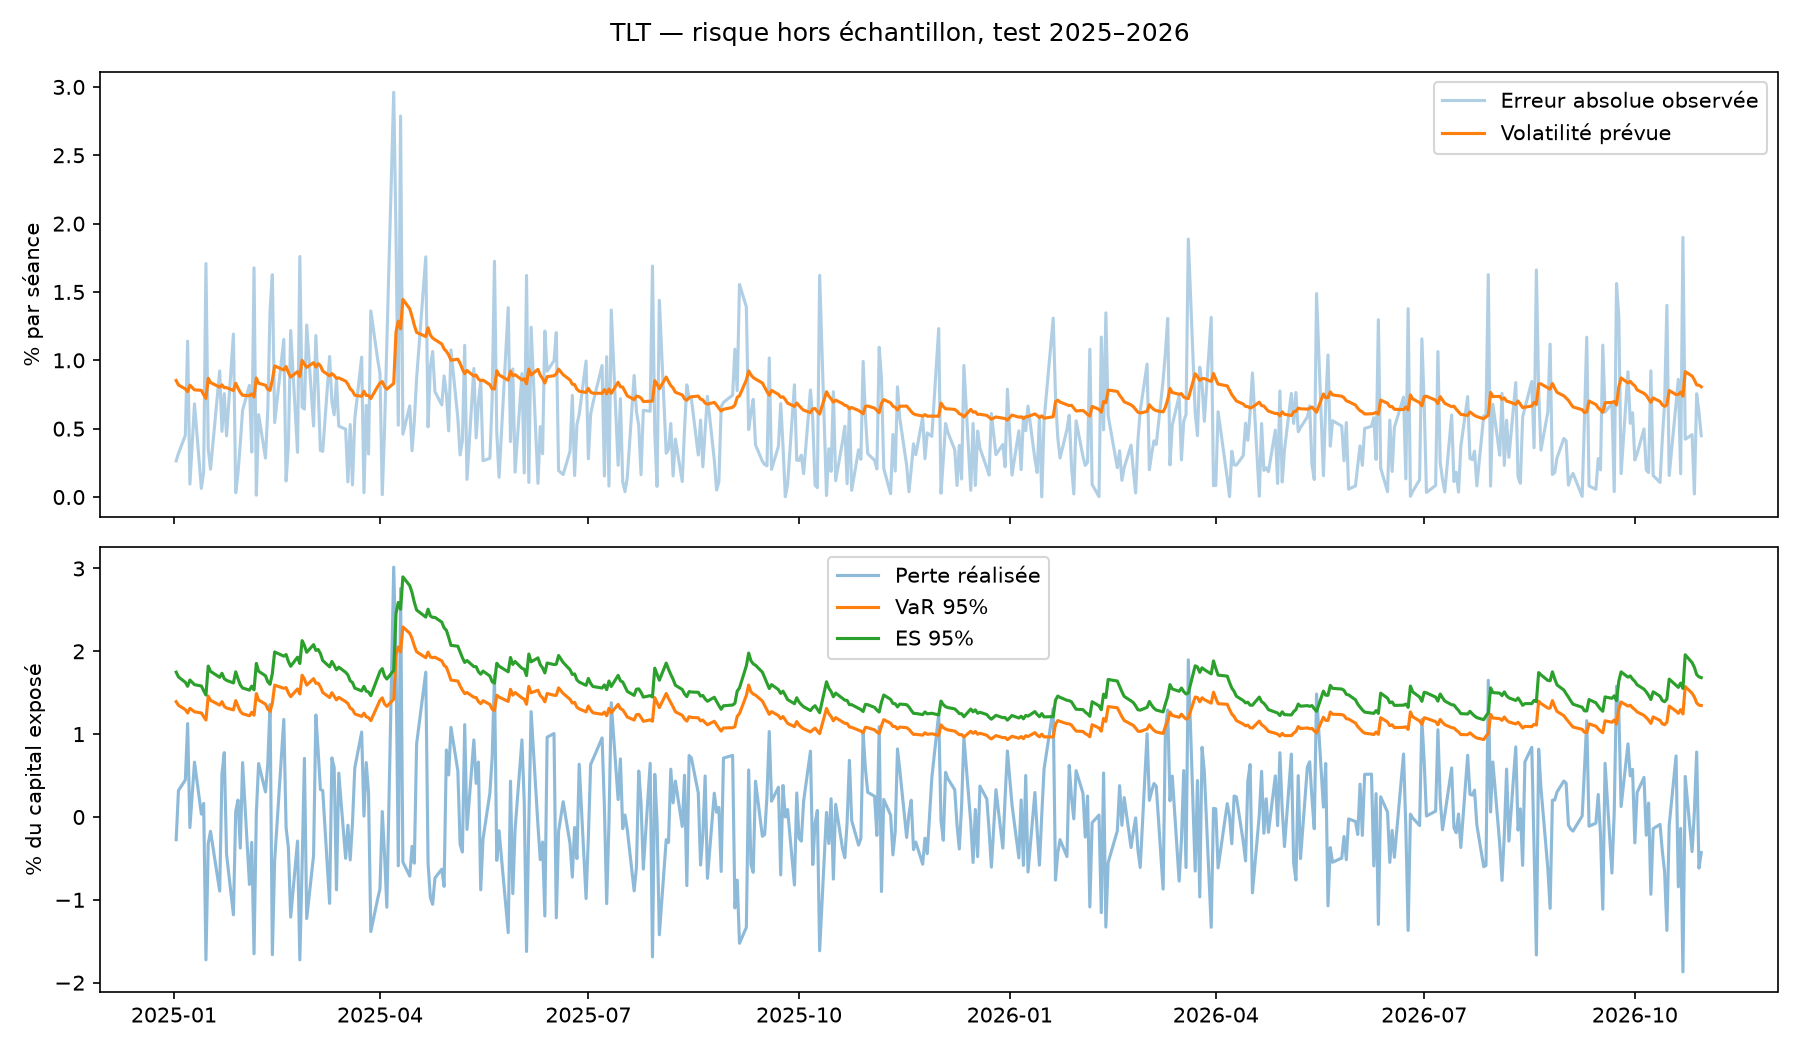 TLT — risque hors échantillon, test 2025–2026
3.0
2.5
2.0
1.5
1.0
0.5
0.0
% par séance
Erreur absolue observée
Volatilité prévue
3
2
1
0
−1
−2
% du capital exposé
Perte réalisée
VaR 95%
ES 95%
2025-01
2025-04
2025-07
2025-10
2026-01
2026-04
2026-07
2026-10